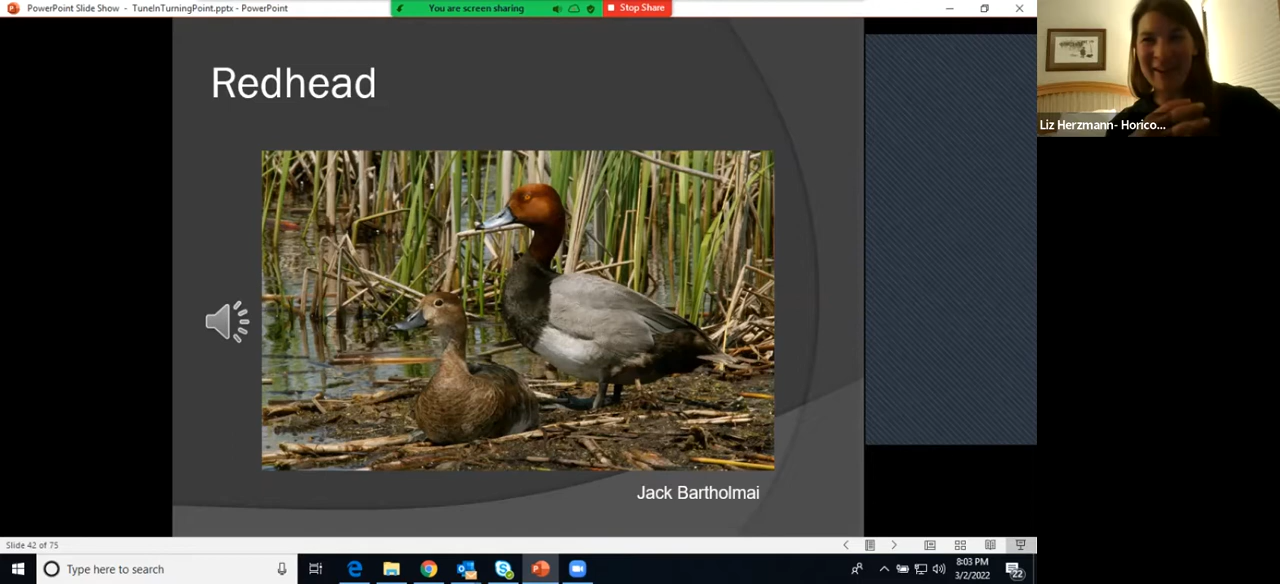 PowerPoint Slide Show - TuneInTurningPoint.pptx - PowerPoint
You are screen sharing
Stop Share
Redhead
Liz Herzmann- Horico...
Jack Bartholmai
Slide 42 of 75
Type here to search
8:03 PM
3/2/2022
22